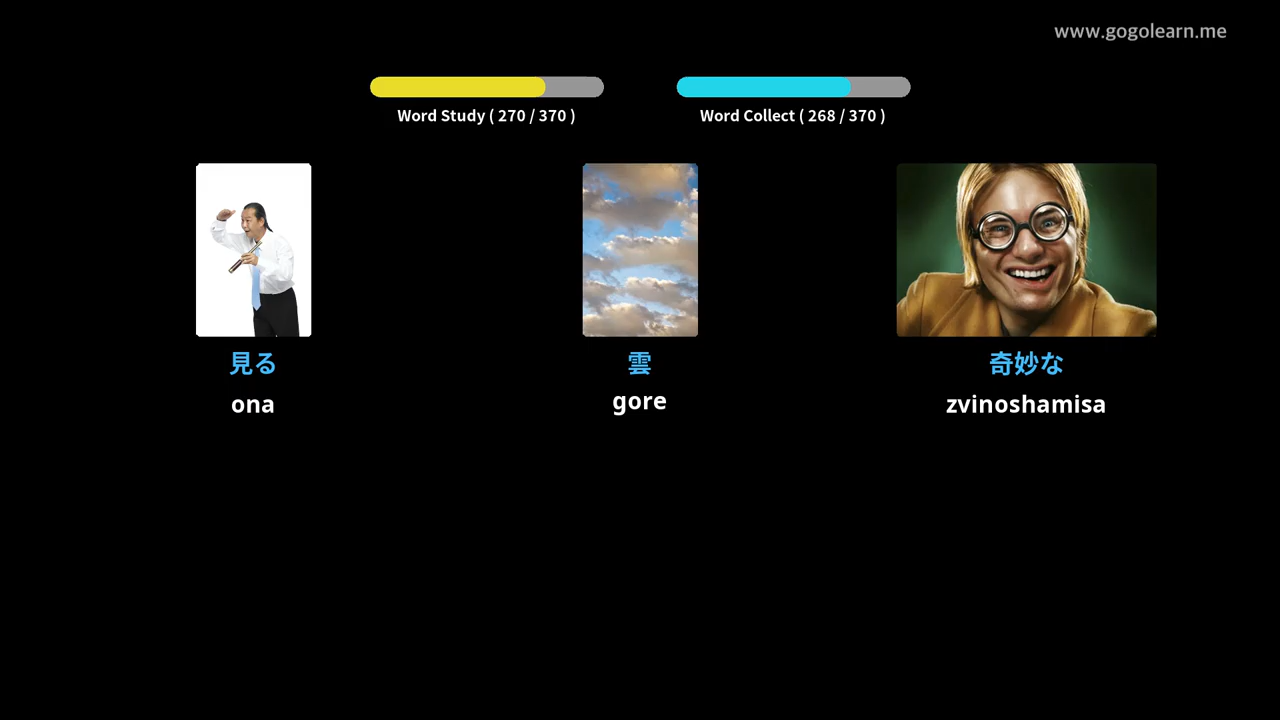 www.gogolearn.me
Word Study ( 270 / 370 )
Word Collect ( 268 / 370 )
見る
雲
奇妙な
ona
gore
zvinoshamisa